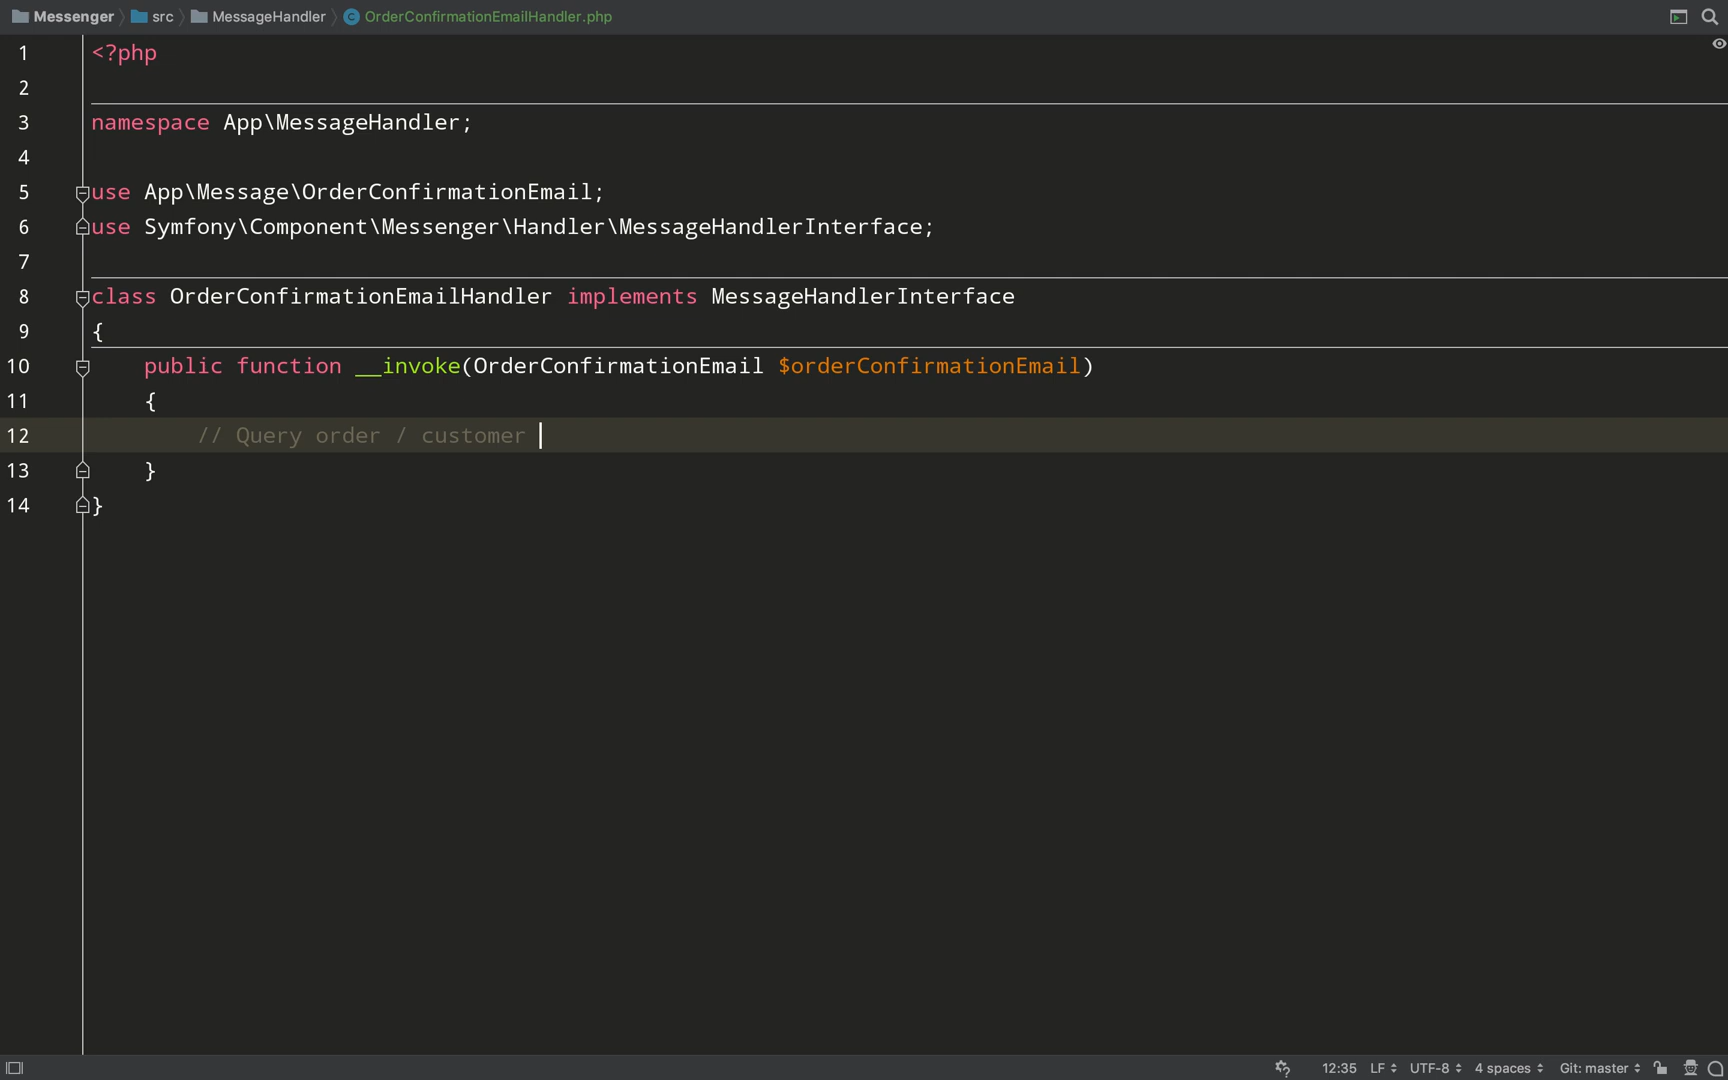 Messenger src MessageHandler OrderConfirmationEmailHandler.php
1 <?php
2
3 namespace App\MessageHandler;
4
5 use App\Message\OrderConfirmationEmail;
6 use Symfony\Component\Messenger\Handler\MessageHandlerInterface;
7
8 class OrderConfirmationEmailHandler implements MessageHandlerInterface
9 {
10 public function __invoke(OrderConfirmationEmail $orderConfirmationEmail)
11 {
12 // Query order / customer
13 }
14 }
12:35 LF UTF-8 4 spaces Git: master